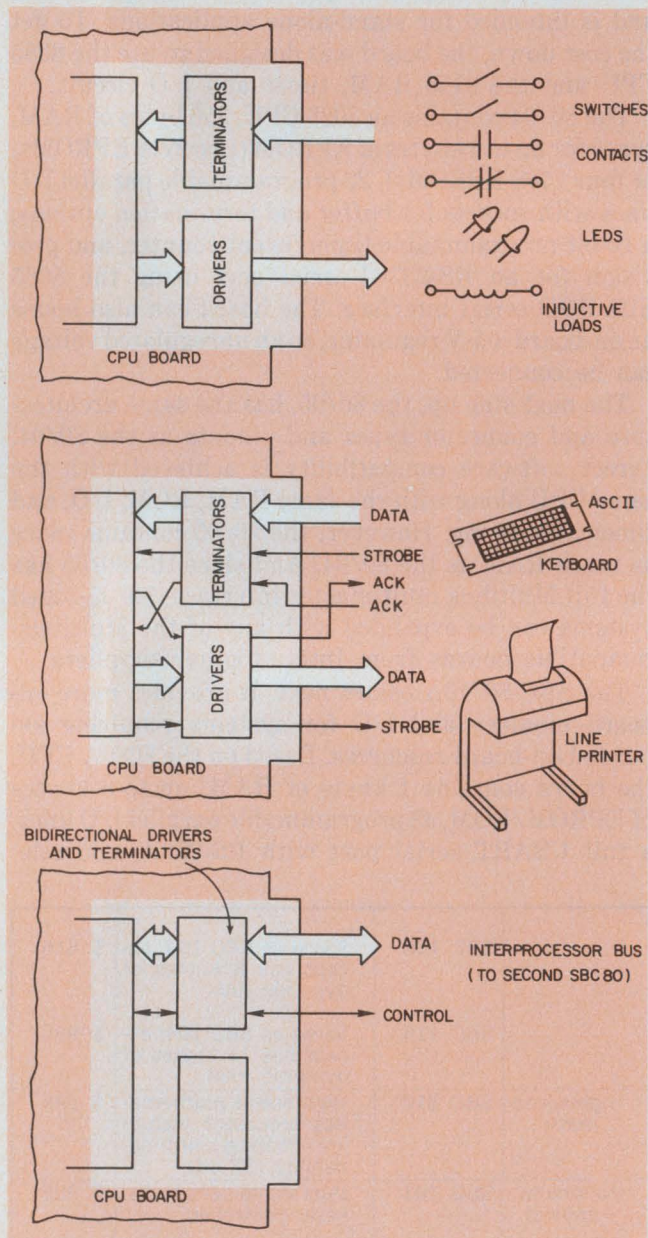 TERMINATORS
DRIVERS
CPU BOARD
SWITCHES
CONTACTS
LEDS
INDUCTIVE
LOADS
TERMINATORS
DRIVERS
DATA
STROBE
ACK
ACK
DATA
STROBE
CPU BOARD
ASC II
KEYBOARD
LINE
PRINTER
BIDIRECTIONAL DRIVERS
AND TERMINATORS
DATA
CONTROL
INTERPROCESSOR BUS
(TO SECOND SBC 80)
CPU BOARD